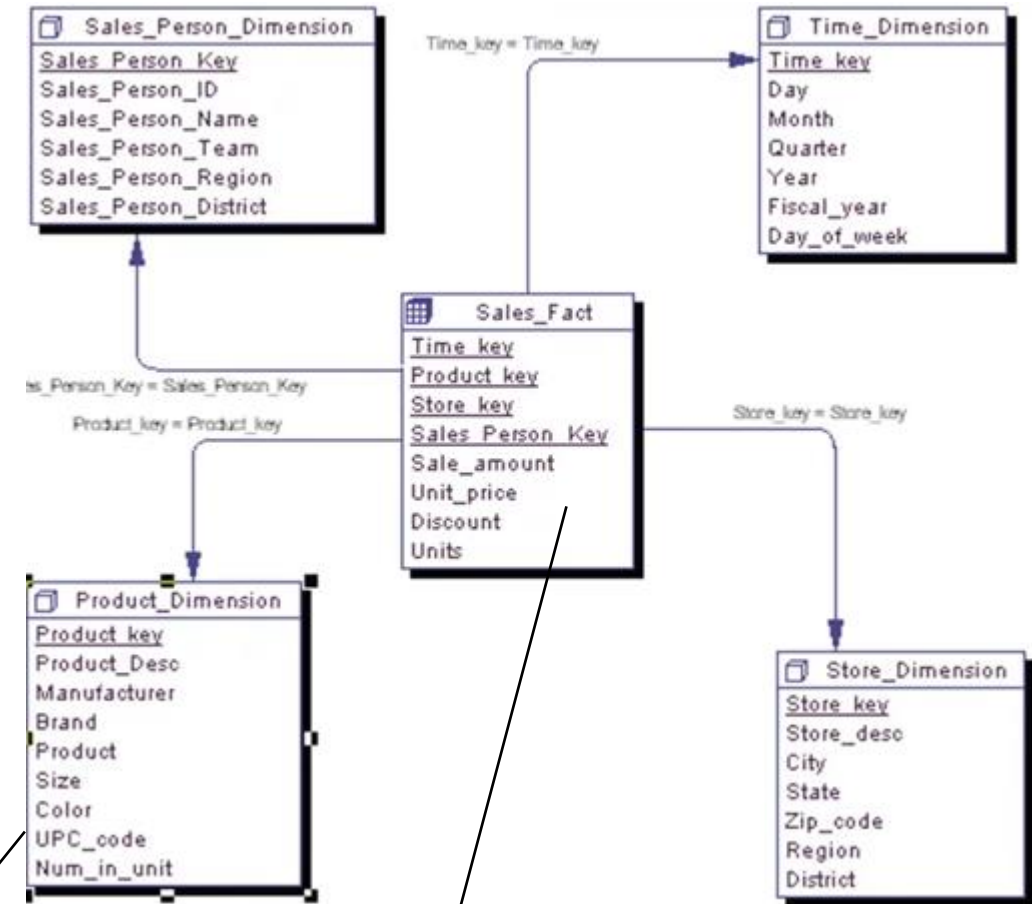 Sales_Person_Dimension
Sales_Person_Key
Sales_Person_ID
Sales_Person_Name
Sales_Person_Team
Sales_Person_Region
Sales_Person_District
Time_key = Time_key
Time_Dimension
Time_key
Day
Month
Quarter
Year
Fiscal_year
Day_of_week
Sales_Fact
Time_key
Product_key
Store_key
Sales_Person_Key
Sale_amount
Unit_price
Discount
Units
es_Person_Key = Sales_Person_Key
Product_key = Product_key
Store_key = Store_key
Product_Dimension
Product_key
Product_Desc
Manufacturer
Brand
Product
Size
Color
UPC_code
Num_in_unit
Store_Dimension
Store_key
Store_desc
City
State
Zip_code
Region
District